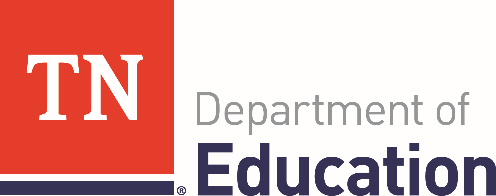 TN
Department of
® Education